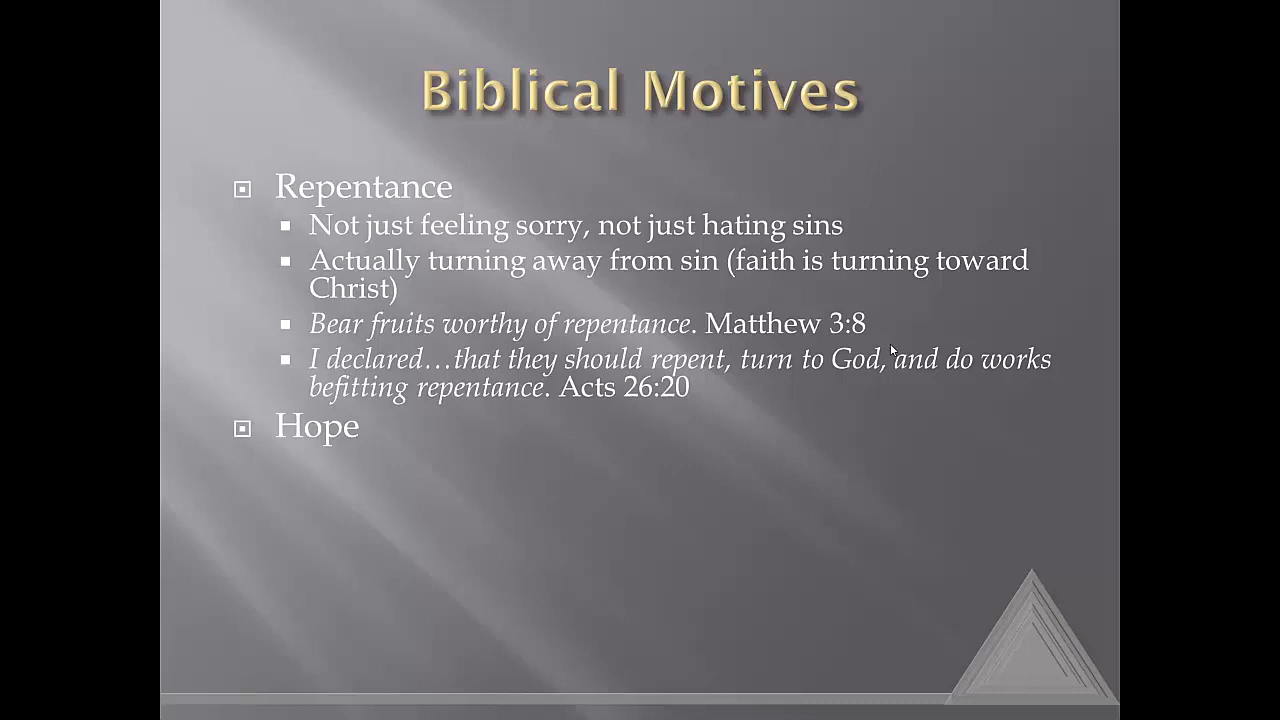 Biblical Motives
Repentance
Not just feeling sorry, not just hating sins
Actually turning away from sin (faith is turning toward
Christ)
Bear fruits worthy of repentance. Matthew 3:8
I declared…that they should repent, turn to God, and do works
befitting repentance. Acts 26:20
Hope